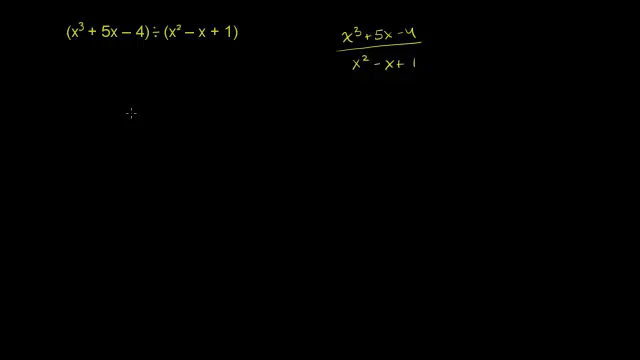 (x³ + 5x – 4) ÷ (x² – x + 1)
x³ + 5x - 4
x² - x + 1